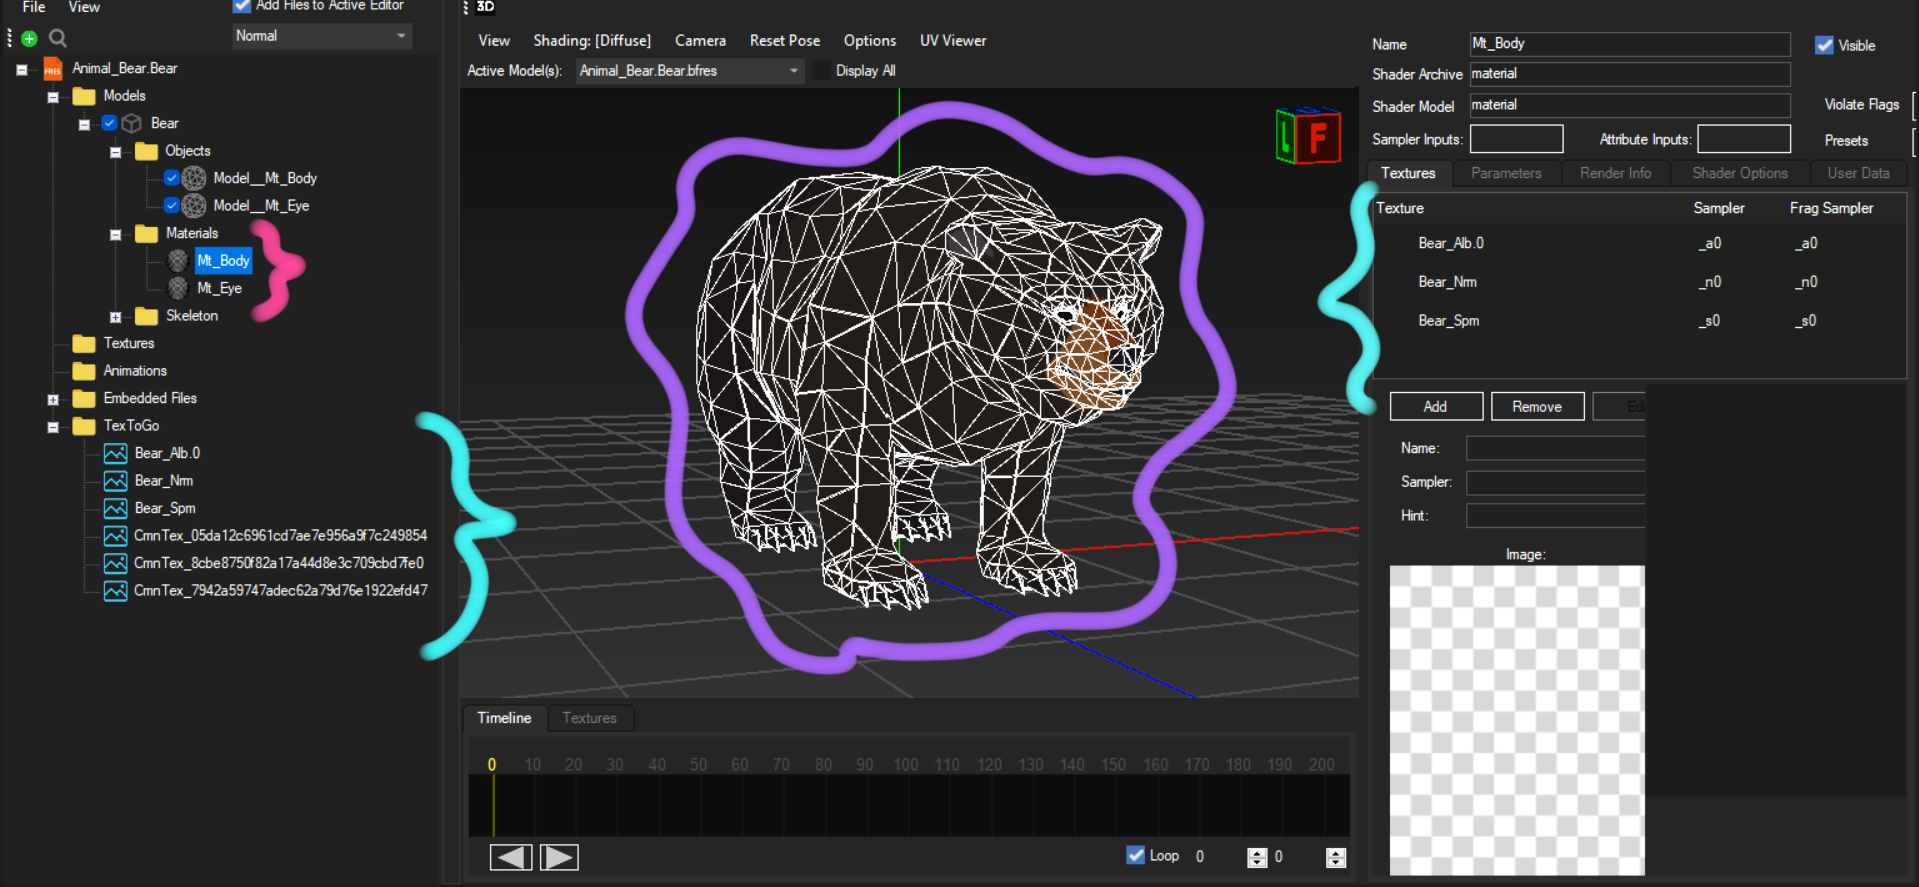 File View
Add Files to Active Editor
Normal
FRES Animal_Bear.Bear
Models
Bear
Objects
Model__Mt_Body
Model__Mt_Eye
Materials
Mt_Body
Mt_Eye
Skeleton
Textures
Animations
Embedded Files
TexToGo
Bear_Alb.0
Bear_Nrm
Bear_Spm
CmnTex_05da12c6961cd7ae7e956a9f7c249854
CmnTex_8cbe8750f82a17a44d8e3c709cbd7fe0
CmnTex_7942a59747adec62a79d76e1922efd47
3D
View Shading: [Diffuse] Camera Reset Pose Options UV Viewer
Active Model(s): Animal_Bear.Bear.bfres Display All
L F
Timeline Textures
0 10 20 30 40 50 60 70 80 90 100 110 120 130 140 150 160 170 180 190 200
Loop 0 0
Name Mt_Body Visible
Shader Archive material
Shader Model material Violate Flags
Sampler Inputs: Attribute Inputs: Presets
Textures Parameters Render Info Shader Options User Data
Texture Sampler Frag Sampler
Bear_Alb.0 _a0 _a0
Bear_Nrm _n0 _n0
Bear_Spm _s0 _s0
Add Remove
Name:
Sampler:
Hint:
Image: